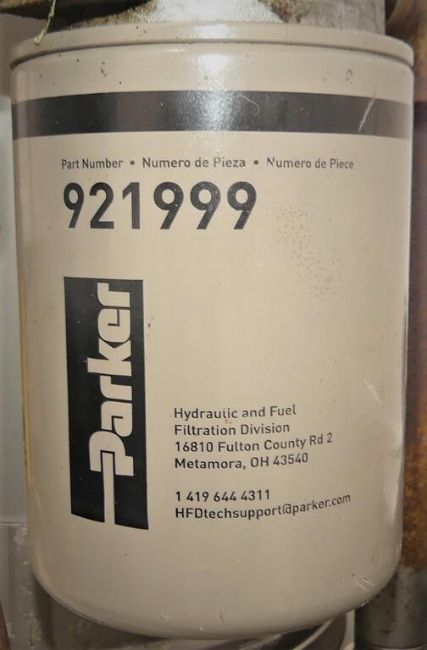 Part Number • Numero de Pieza • Numero de Piece
921999
Parker
Hydraulic and Fuel
Filtration Division
16810 Fulton County Rd 2
Metamora, OH 43540
1 419 644 4311
HFDtechsupport@parker.com